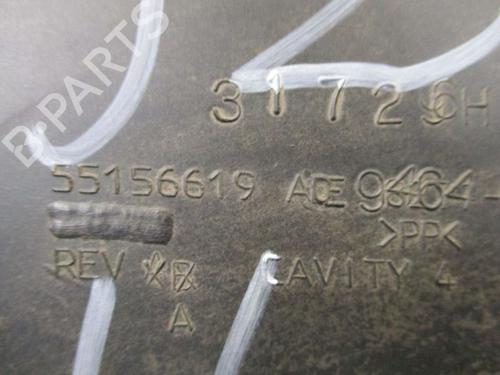 B-PARTS
31726H
55156619
>PP<
REV
CAVITY 4
A